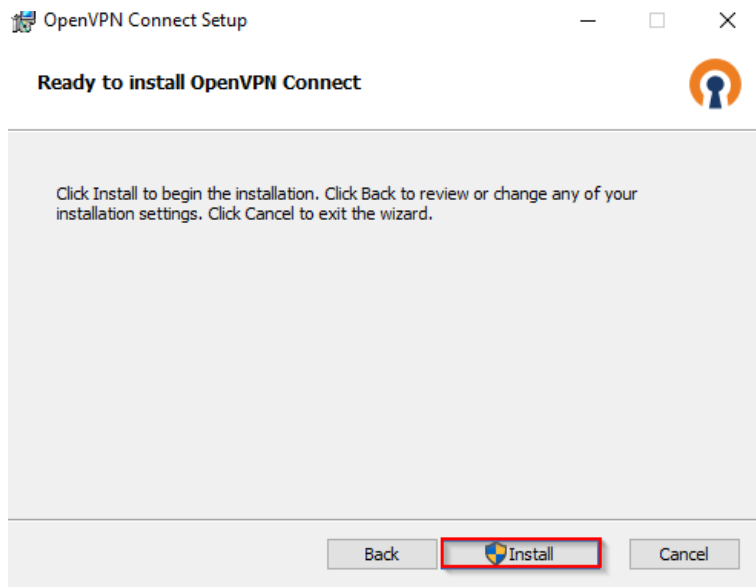 OpenVPN Connect Setup
Ready to install OpenVPN Connect
Click Install to begin the installation. Click Back to review or change any of your
installation settings. Click Cancel to exit the wizard.
Back Install Cancel